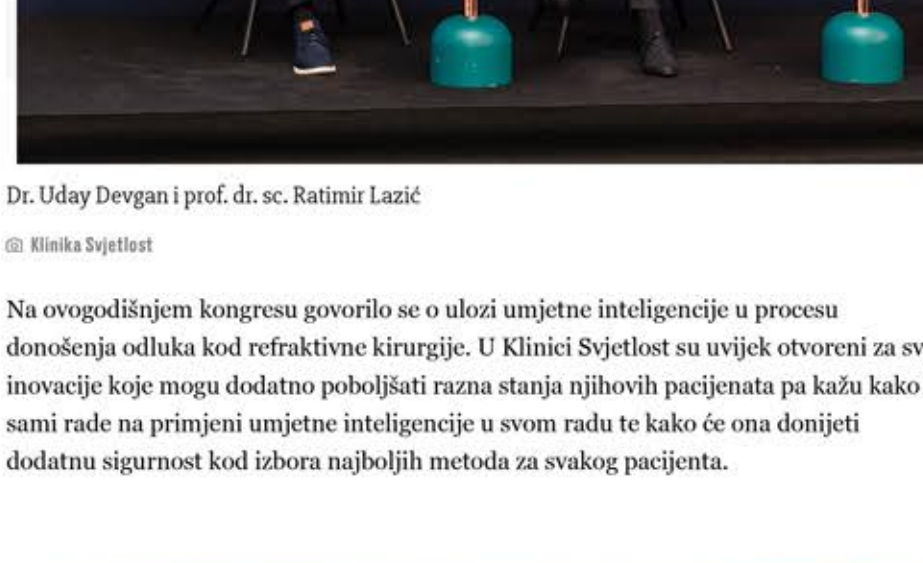 Dr. Uday Devgan i prof. dr. sc. Ratimir Lazić
Klinika Svjetlost
Na ovogodišnjem kongresu govorilo se o ulozi umjetne inteligencije u procesu
donošenja odluka kod refraktivne kirurgije. U Klinici Svjetlost su uvijek otvoreni za sv
inovacije koje mogu dodatno poboljšati razna stanja njihovih pacijenata pa kažu kako
sami rade na primjeni umjetne inteligencije u svom radu te kako će ona donijeti
dodatnu sigurnost kod izbora najboljih metoda za svakog pacijenta.